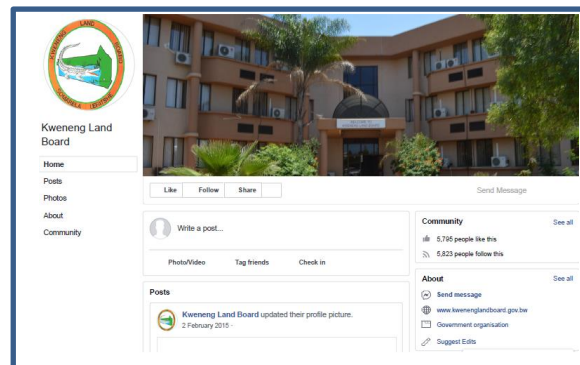 KWENENG LAND BOARD
Kweneng Land
Board
Home
Posts
Photos
About
Community
Like Follow Share
Send Message
Write a post...
Photo/Video Tag friends Check in
Posts
Kweneng Land Board updated their profile picture.
2 February 2015 ·
Community See all
5,795 people like this
5,823 people follow this
About See all
Send message
www.kwenenglandboard.gov.bw
Government organisation
Suggest Edits